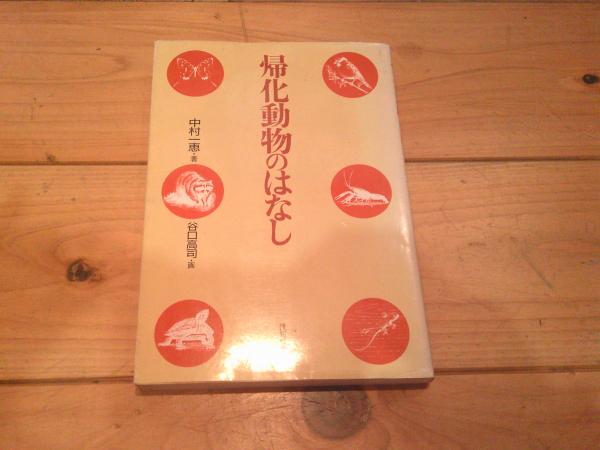 帰化動物のはなし
中村一恵・著
谷口高司・画